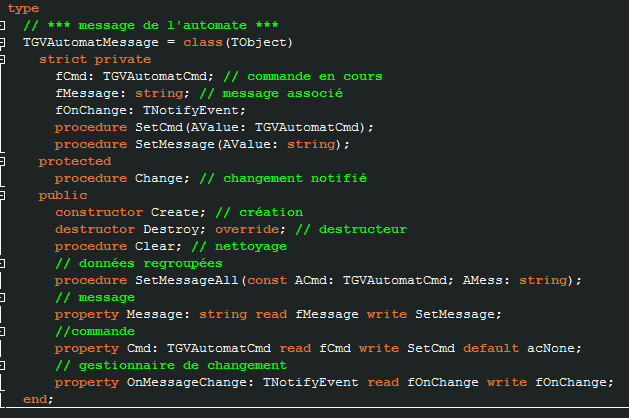 type
// *** message de l'automate ***
TGVAutomatMessage = class(TObject)
strict private
fCmd: TGVAutomatCmd; // commande en cours
fMessage: string; // message associé
fOnChange: TNotifyEvent;
procedure SetCmd(AValue: TGVAutomatCmd);
procedure SetMessage(AValue: string);
protected
procedure Change; // changement notifié
public
constructor Create; // création
destructor Destroy; override; // destructeur
procedure Clear; // nettoyage
// données regroupées
procedure SetMessageAll(const ACmd: TGVAutomatCmd; AMess: string);
// message
property Message: string read fMessage write SetMessage;
//commande
property Cmd: TGVAutomatCmd read fCmd write SetCmd default acNone;
// gestionnaire de changement
property OnMessageChange: TNotifyEvent read fOnChange write fOnChange;
end;